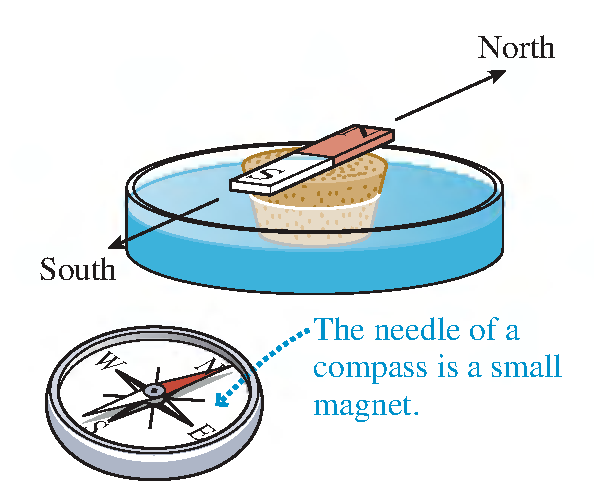 North
S
South
The needle of a
compass is a small
magnet.
W
N
S
E